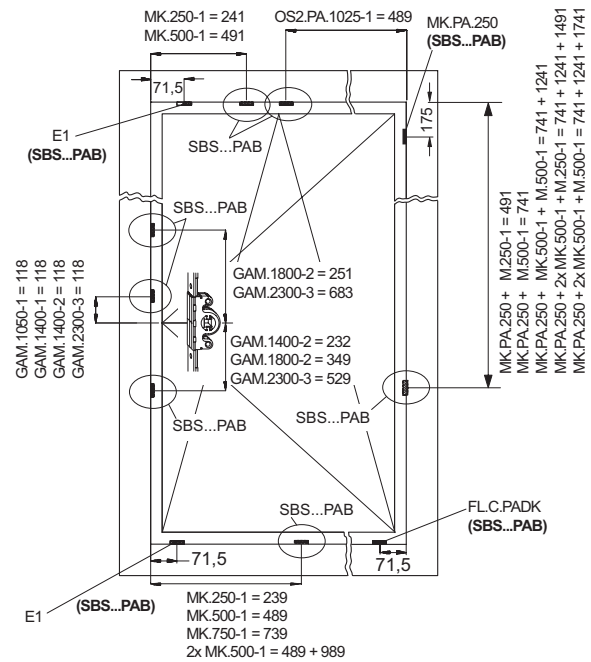 MK.250-1 = 241
MK.500-1 = 491
OS2.PA.1025-1 = 489
MK.PA.250
(SBS...PAB)
71,5
175
E1
(SBS...PAB)
SBS...PAB
SBS...PAB
MK.PA.250 + M.250-1 = 491
MK.PA.250 + M.500-1 = 741
MK.PA.250 + MK.500-1 + M.500-1 = 741 + 1241
MK.PA.250 + 2x MK.500-1 + M.250-1 = 741 + 1241 + 1491
MK.PA.250 + 2x MK.500-1 + M.500-1 = 741 + 1241 + 1741
GAM.1050-1 = 118
GAM.1400-1 = 118
GAM.1400-2 = 118
GAM.2300-3 = 118
GAM.1800-2 = 251
GAM.2300-3 = 683
GAM.1400-2 = 232
GAM.1800-2 = 349
GAM.2300-3 = 529
SBS...PAB
SBS...PAB
SBS...PAB
FL.C.PADK
(SBS...PAB)
71,5
71,5
E1
(SBS...PAB)
MK.250-1 = 239
MK.500-1 = 489
MK.750-1 = 739
2x MK.500-1 = 489 + 989